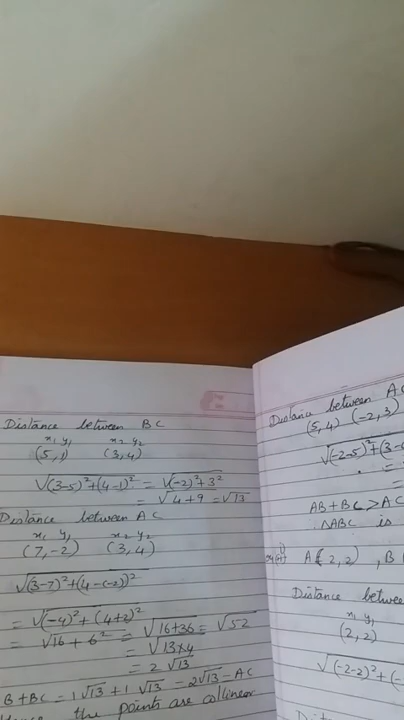 Distance between BC
x₁ y₁ x₂ y₂
(5, 1) (3, 4)
√(3-5)²+(4-1)² = √(-2)²+3²
= √4+9 = √13
Distance between AC
x₁ y₁ x₂ y₂
(7, -2) (3, 4)
√(3-7)²+(4-(-2))²
= √(-4)²+(4+2)²
= √16+6² = √16+36 = √52
= √13×4
= 2√13
B+BC = 1√13+1√13 = 2√13 = AC
the points are collinear
Distance between AC
(5, 4) (-2, 3)
√(-2-5)²+(3-
AB+BC>AC
∴ΔABC is
A(2, 2), B
Distance betwee
x₁ y₁
(2, 2)
√(-2-2)²+(-